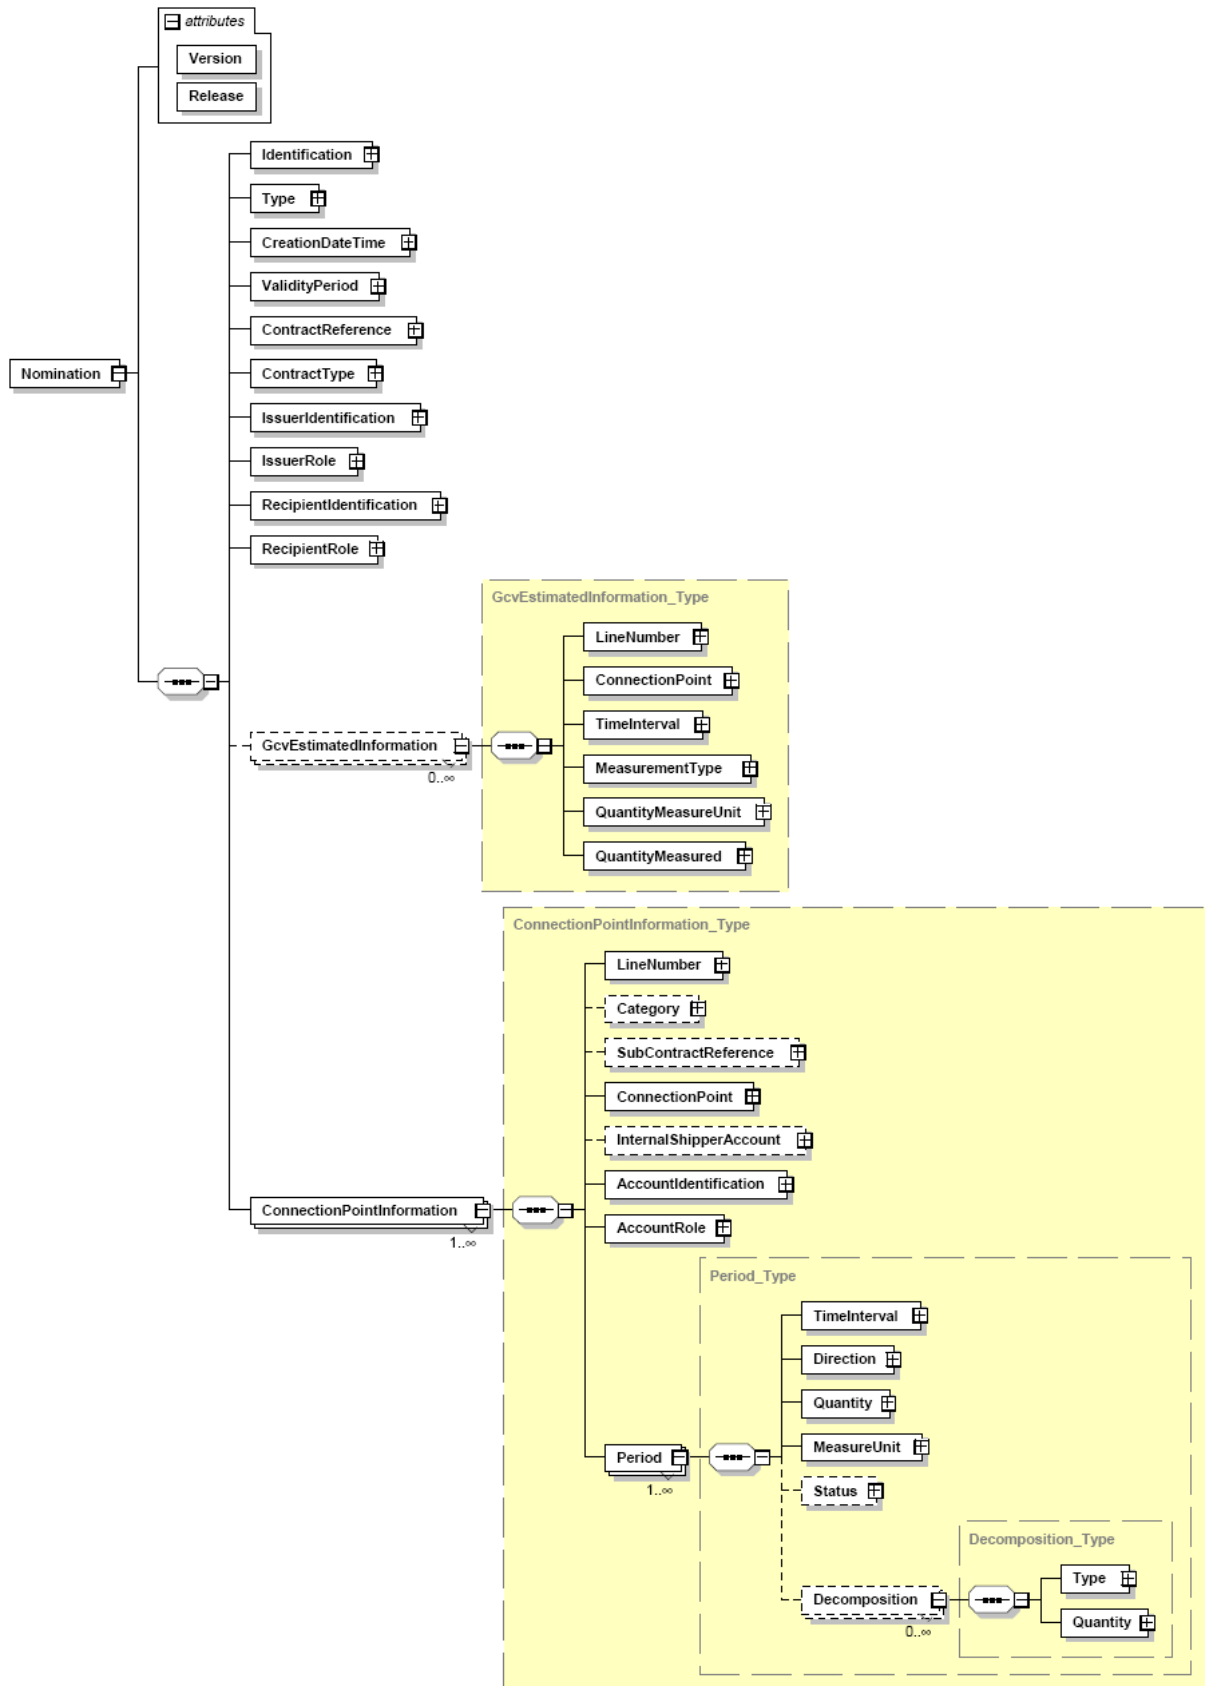 attributes
Version
Release
Identification
Type
CreationDateTime
ValidityPeriod
ContractReference
Nomination
ContractType
IssuerIdentification
IssuerRole
RecipientIdentification
RecipientRole
GcvEstimatedInformation_Type
LineNumber
ConnectionPoint
TimeInterval
GcvEstimatedInformation
0..∞
MeasurementType
QuantityMeasureUnit
QuantityMeasured
ConnectionPointInformation_Type
LineNumber
Category
SubContractReference
ConnectionPoint
InternalShipperAccount
AccountIdentification
ConnectionPointInformation
1..∞
AccountRole
Period_Type
TimeInterval
Direction
Quantity
MeasureUnit
Period
1..∞
Status
Decomposition_Type
Type
Decomposition
0..∞
Quantity